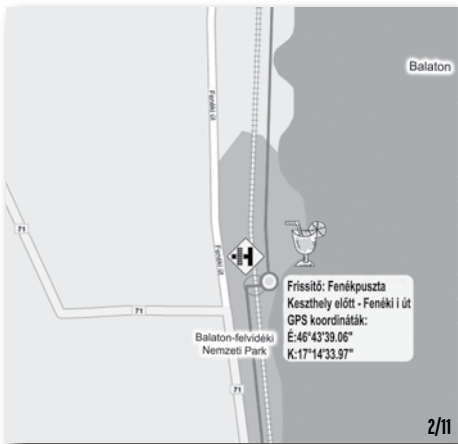 Balaton
Fenéki út
Fenéki út
71
71
71
Frissítő: Fenékpuszta
Keszthely előtt - Fenéki i út
GPS koordináták:
É:46°43'39.06"
K:17°14'33.97"
Balaton-felvidéki
Nemzeti Park
2/11